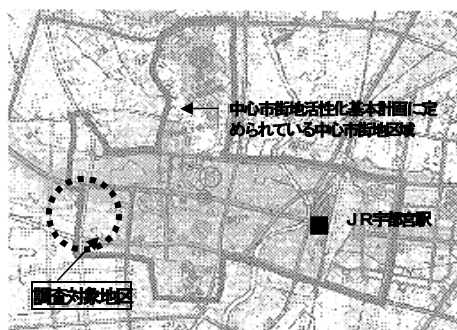 中心市街地活性化基本計画に定
められている中心市街地区域
ＪＲ宇都宮駅
調査対象地区